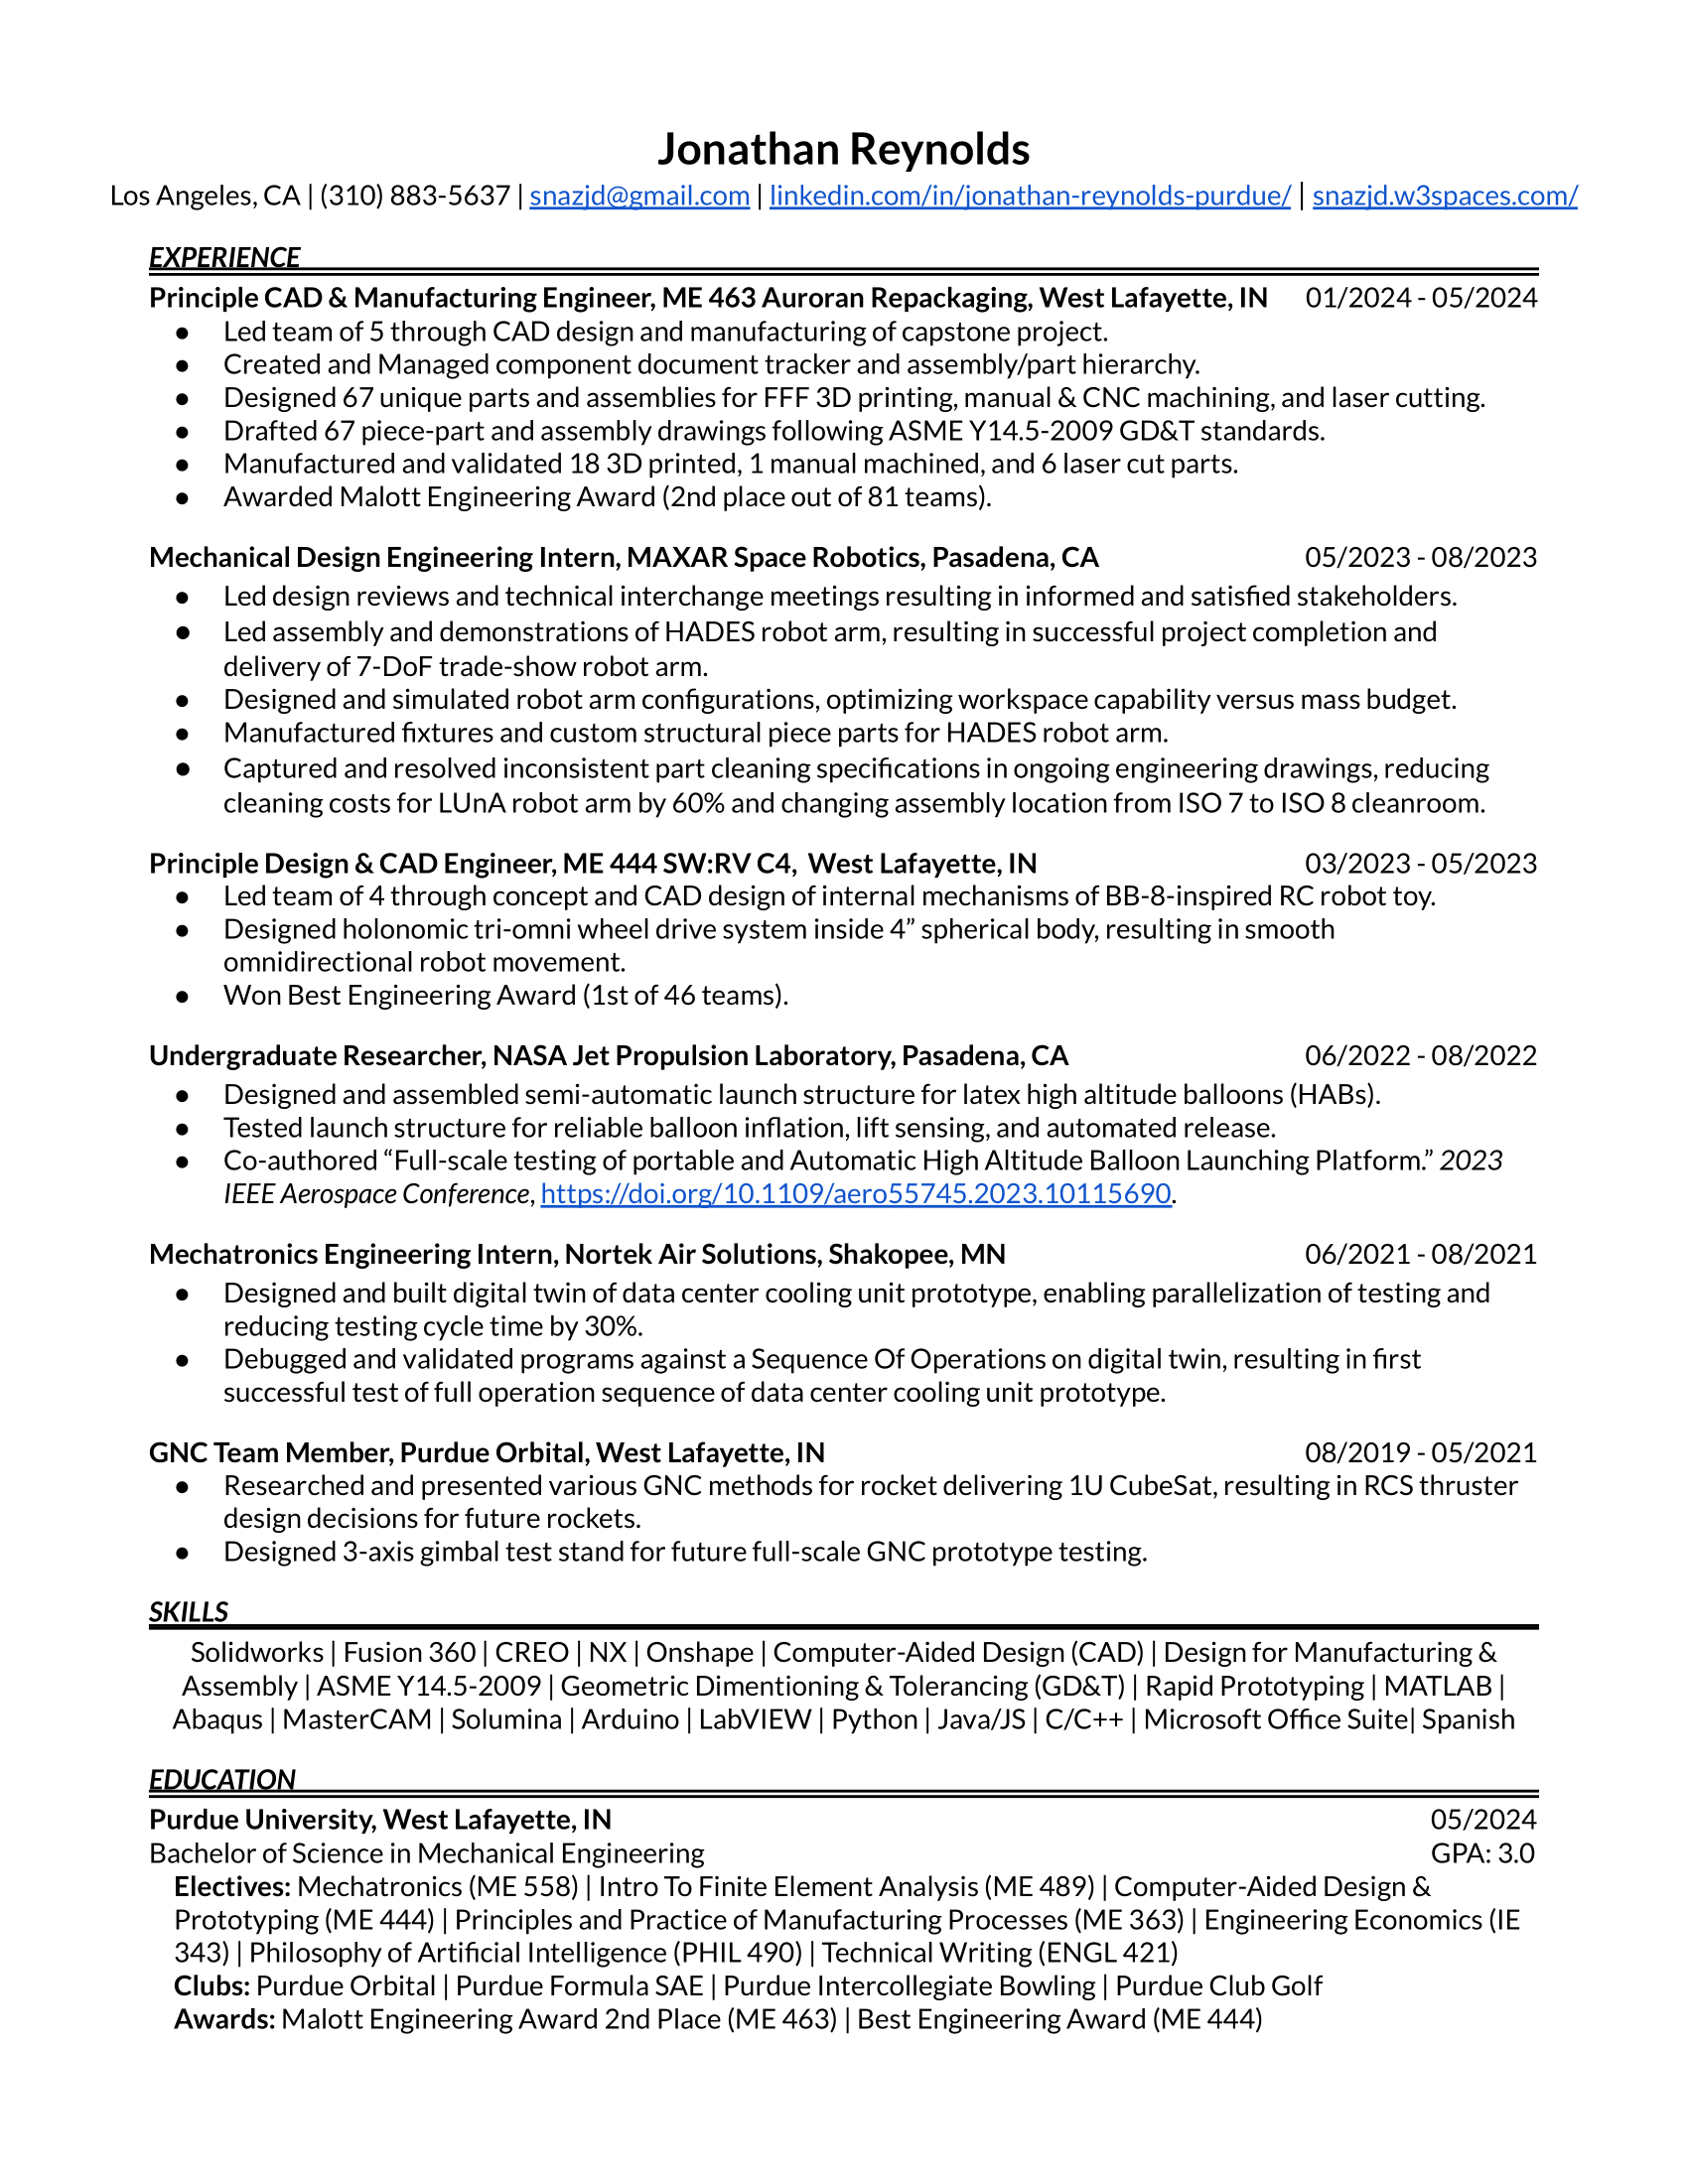 Jonathan Reynolds
Los Angeles, CA | (310) 883-5637 | snazjd@gmail.com | linkedin.com/in/jonathan-reynolds-purdue/ | snazjd.w3spaces.com/
EXPERIENCE
Principle CAD & Manufacturing Engineer, ME 463 Auroran Repackaging, West Lafayette, IN 01/2024 - 05/2024
● Led team of 5 through CAD design and manufacturing of capstone project.
● Created and Managed component document tracker and assembly/part hierarchy.
● Designed 67 unique parts and assemblies for FFF 3D printing, manual & CNC machining, and laser cutting.
● Drafted 67 piece-part and assembly drawings following ASME Y14.5-2009 GD&T standards.
● Manufactured and validated 18 3D printed, 1 manual machined, and 6 laser cut parts.
● Awarded Malott Engineering Award (2nd place out of 81 teams).
Mechanical Design Engineering Intern, MAXAR Space Robotics, Pasadena, CA 05/2023 - 08/2023
● Led design reviews and technical interchange meetings resulting in informed and satisfied stakeholders.
● Led assembly and demonstrations of HADES robot arm, resulting in successful project completion and
delivery of 7-DoF trade-show robot arm.
● Designed and simulated robot arm configurations, optimizing workspace capability versus mass budget.
● Manufactured fixtures and custom structural piece parts for HADES robot arm.
● Captured and resolved inconsistent part cleaning specifications in ongoing engineering drawings, reducing
cleaning costs for LUnA robot arm by 60% and changing assembly location from ISO 7 to ISO 8 cleanroom.
Principle Design & CAD Engineer, ME 444 SW:RV C4, West Lafayette, IN 03/2023 - 05/2023
● Led team of 4 through concept and CAD design of internal mechanisms of BB-8-inspired RC robot toy.
● Designed holonomic tri-omni wheel drive system inside 4” spherical body, resulting in smooth
omnidirectional robot movement.
● Won Best Engineering Award (1st of 46 teams).
Undergraduate Researcher, NASA Jet Propulsion Laboratory, Pasadena, CA 06/2022 - 08/2022
● Designed and assembled semi-automatic launch structure for latex high altitude balloons (HABs).
● Tested launch structure for reliable balloon inflation, lift sensing, and automated release.
● Co-authored “Full-scale testing of portable and Automatic High Altitude Balloon Launching Platform.” 2023
IEEE Aerospace Conference, https://doi.org/10.1109/aero55745.2023.10115690.
Mechatronics Engineering Intern, Nortek Air Solutions, Shakopee, MN 06/2021 - 08/2021
● Designed and built digital twin of data center cooling unit prototype, enabling parallelization of testing and
reducing testing cycle time by 30%.
● Debugged and validated programs against a Sequence Of Operations on digital twin, resulting in first
successful test of full operation sequence of data center cooling unit prototype.
GNC Team Member, Purdue Orbital, West Lafayette, IN 08/2019 - 05/2021
● Researched and presented various GNC methods for rocket delivering 1U CubeSat, resulting in RCS thruster
design decisions for future rockets.
● Designed 3-axis gimbal test stand for future full-scale GNC prototype testing.
SKILLS
Solidworks | Fusion 360 | CREO | NX | Onshape | Computer-Aided Design (CAD) | Design for Manufacturing &
Assembly | ASME Y14.5-2009 | Geometric Dimentioning & Tolerancing (GD&T) | Rapid Prototyping | MATLAB |
Abaqus | MasterCAM | Solumina | Arduino | LabVIEW | Python | Java/JS | C/C++ | Microsoft Office Suite| Spanish
EDUCATION
Purdue University, West Lafayette, IN 05/2024
Bachelor of Science in Mechanical Engineering GPA: 3.0
Electives: Mechatronics (ME 558) | Intro To Finite Element Analysis (ME 489) | Computer-Aided Design &
Prototyping (ME 444) | Principles and Practice of Manufacturing Processes (ME 363) | Engineering Economics (IE
343) | Philosophy of Artificial Intelligence (PHIL 490) | Technical Writing (ENGL 421)
Clubs: Purdue Orbital | Purdue Formula SAE | Purdue Intercollegiate Bowling | Purdue Club Golf
Awards: Malott Engineering Award 2nd Place (ME 463) | Best Engineering Award (ME 444)